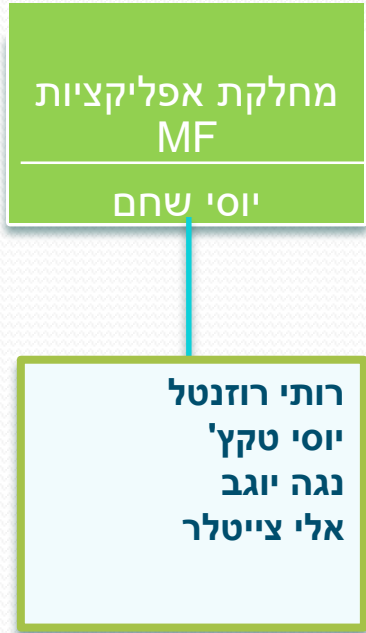 מחלקת אפליקציות
MF
יוסי שחם
רותי רוזנטל
יוסי טקץ'
נגה יוגב
אלי צייטלר